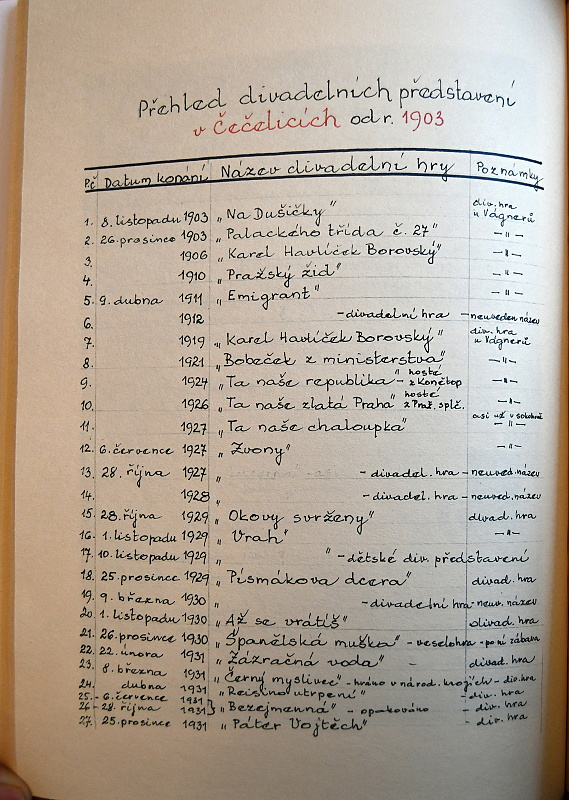 Přehled divadelních představení
v Čečelicích od r. 1903
Pč. Datum konání Název divadelní hry Poznámky
1. 8. listopadu 1903 „Na Dušičky" div. hra u Vágnerů
2. 26. prosince 1903 „Palackého třída č. 27" —„—
3. 1906 „Karel Havlíček Borovský" —„—
4. 1910 „Pražský žid" —„—
5. 9. dubna 1911 „Emigrant" —„—
6. 1912 - divadelní hra - neuveden název
7. 1919 „Karel Havlíček Borovský" div. hra u Vágnerů
8. 1921 „Bobeček z ministerstva" —„—
9. 1924 „Ta naše republika" - hosté z Konětop —„—
10. 1926 „Ta naše zlatá Praha" hosté z Praž. splč. —„—
11. 1927 „Ta naše chaloupka" asi už v sokolovně —„—
12. 6. července 1927 „Zvony" —„—
13. 28. října 1927 „ - divadel. hra - neuved. název
14. 1928 „ - divadel. hra - neuved. název
15. 28. října 1929 „Okovy svrženy" divad. hra
16. 1. listopadu 1929 „Vrah" —„—
17. 10. listopadu 1929 „ " - dětské div. představení
18. 25. prosince 1929 „Písmákova dcera" divad. hra
19. 9. března 1930 „ - divadelní hra - neuv. název
20. 1. listopadu 1930 „Až se vrátíš" divad. hra
21. 26. prosince 1930 „Španělská muška" - veselohra - poní zábava
22. 22. února 1931 „Zázračná voda" - divad. hra
23. 8. března 1931 „Černý myslivec" - hráno v národ. krojích - div. hra
24. dubna 1931 „Reislino utrpení" - div. hra
25. - 6. července 1931
26 - 28. října 1931 } „Bezejmenná" - opakováno - div. hra
27. 25. prosince 1931 „Páter Vojtěch" - div. hra